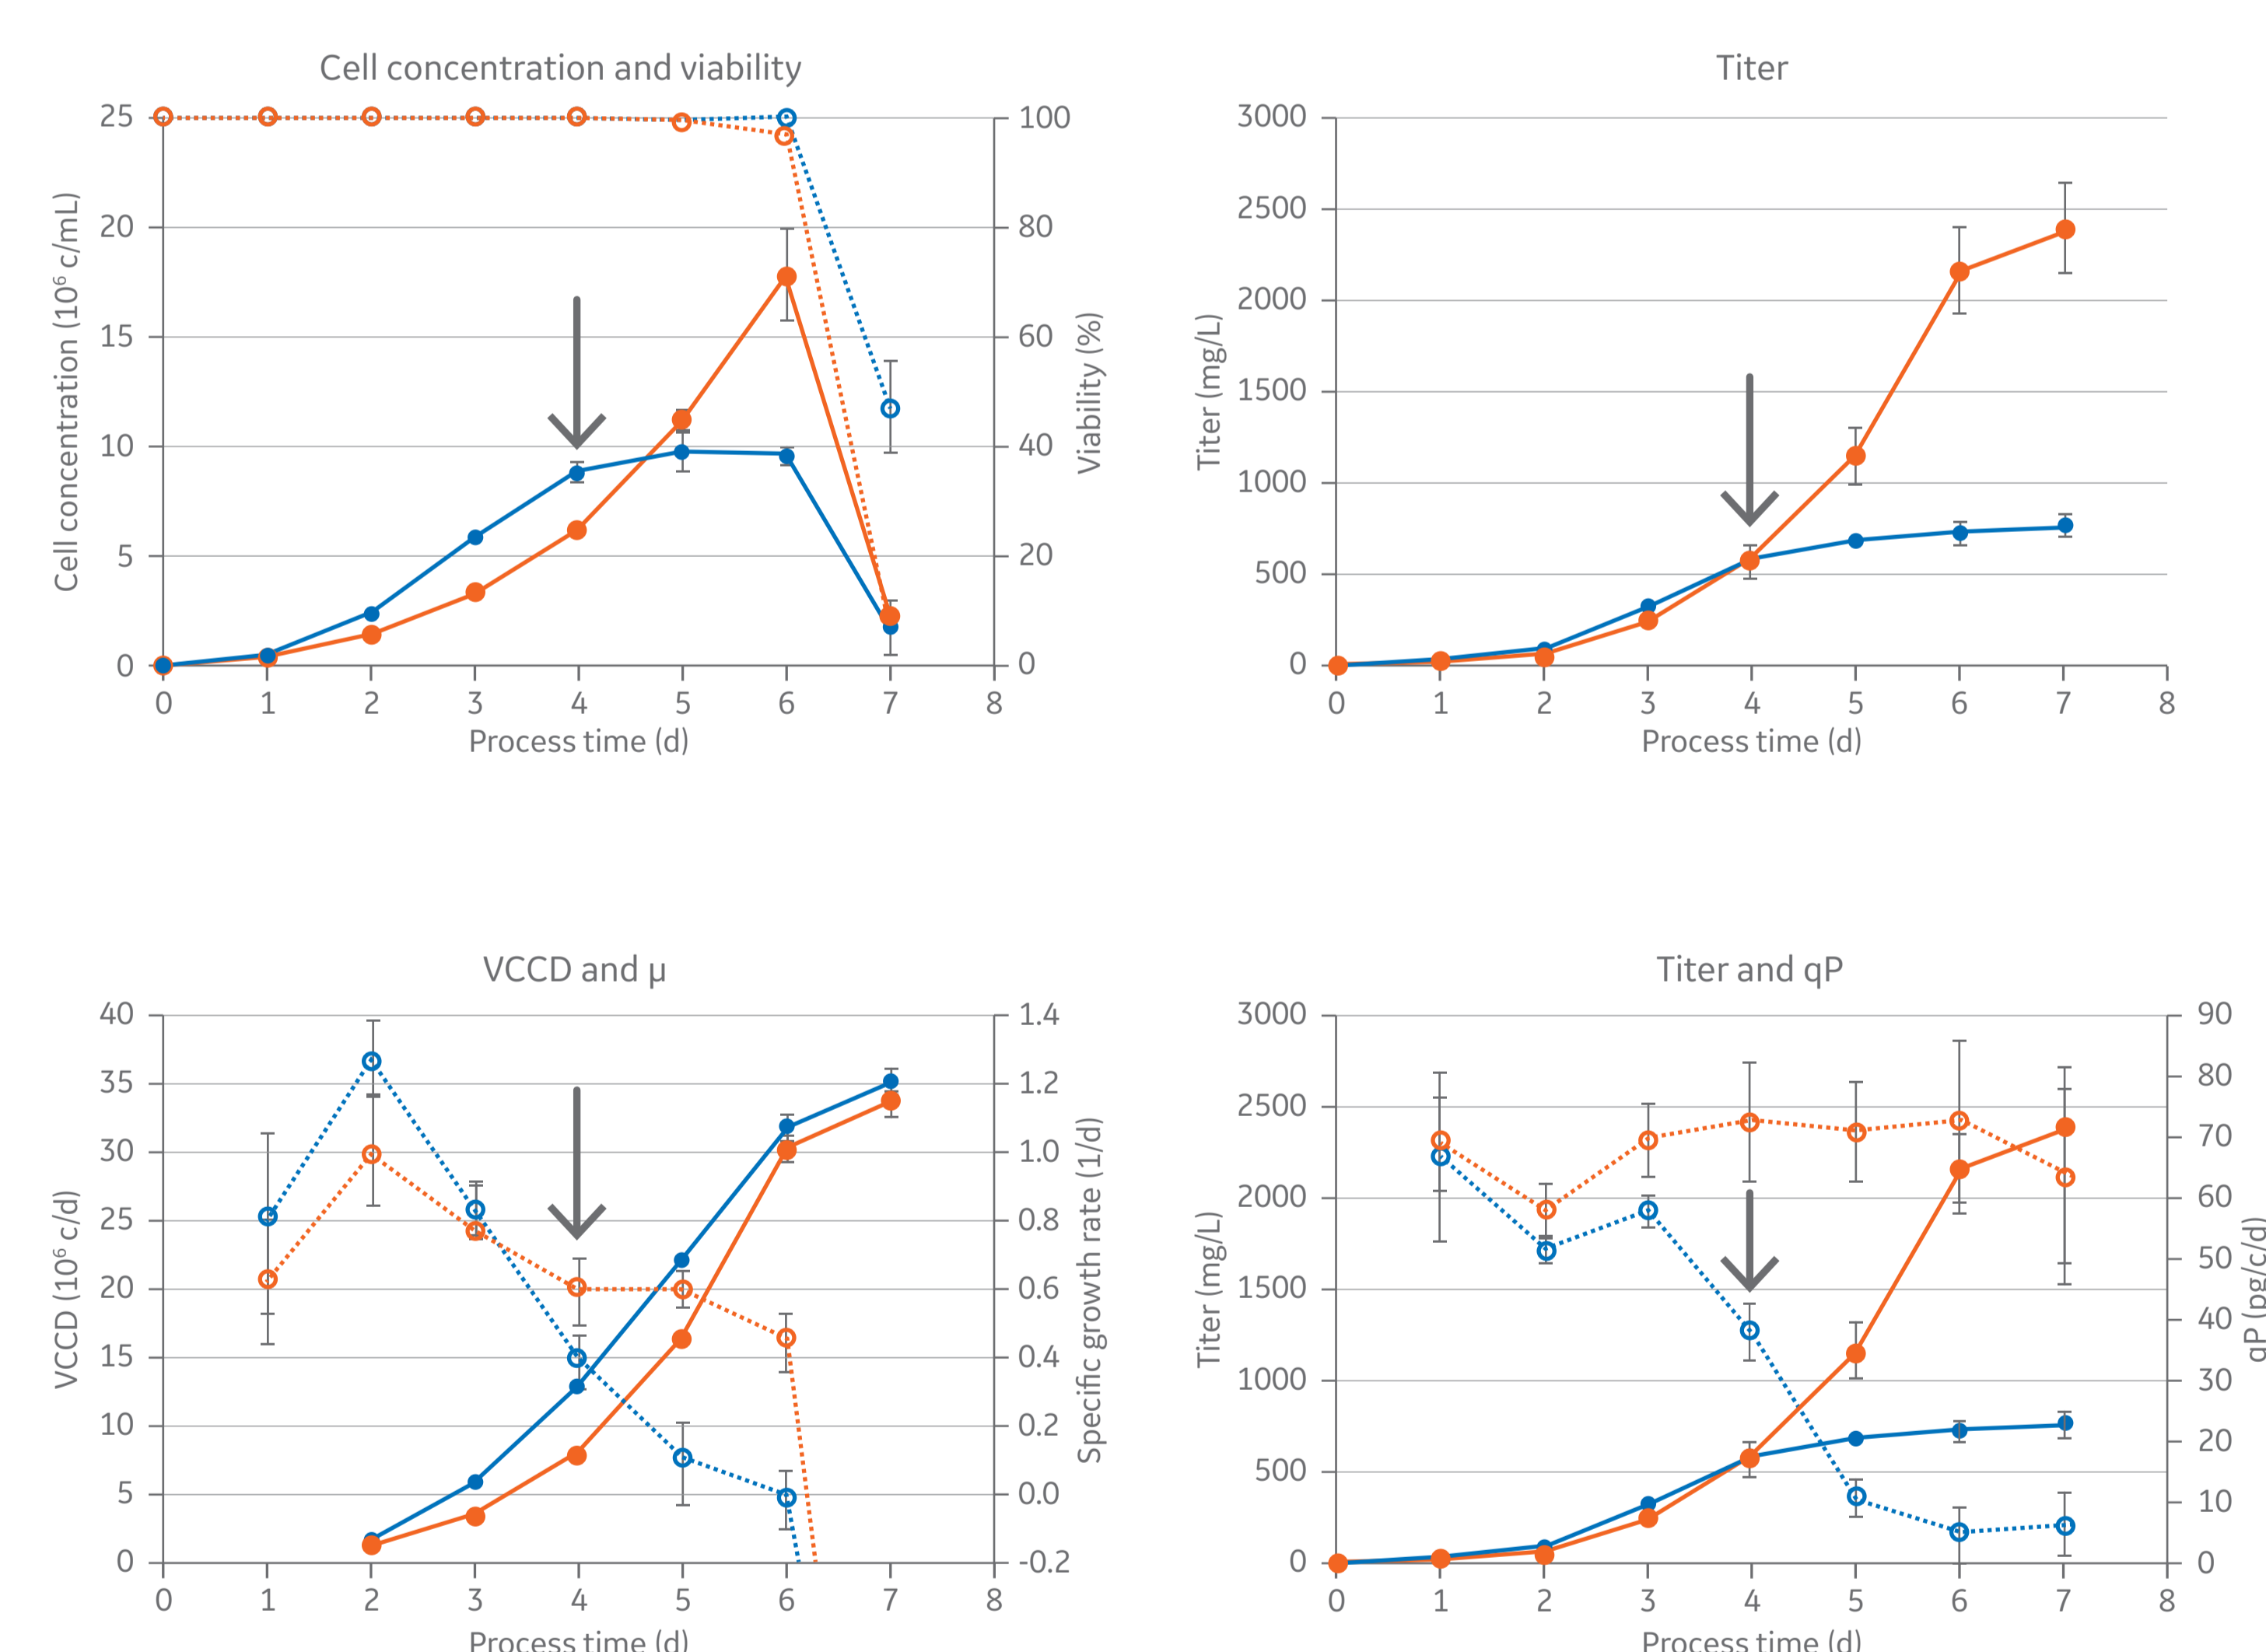 Cell concentration and viability
25
20
15
10
5
0
Cell concentration (10⁶ c/mL)
100
80
60
40
20
0
Viability (%)
0 1 2 3 4 5 6 7 8
Process time (d)
Titer
3000
2500
2000
1500
1000
500
0
Titer (mg/L)
0 1 2 3 4 5 6 7 8
Process time (d)
VCCD and µ
40
35
30
25
20
15
10
5
0
VCCD (10⁶ c/d)
1.4
1.2
1.0
0.8
0.6
0.4
0.2
0.0
-0.2
Specific growth rate (1/d)
0 1 2 3 4 5 6 7 8
Process time (d)
Titer and qP
3000
2500
2000
1500
1000
500
0
Titer (mg/L)
90
80
70
60
50
40
30
20
10
0
qP (pg/c/d)
0 1 2 3 4 5 6 7 8
Process time (d)